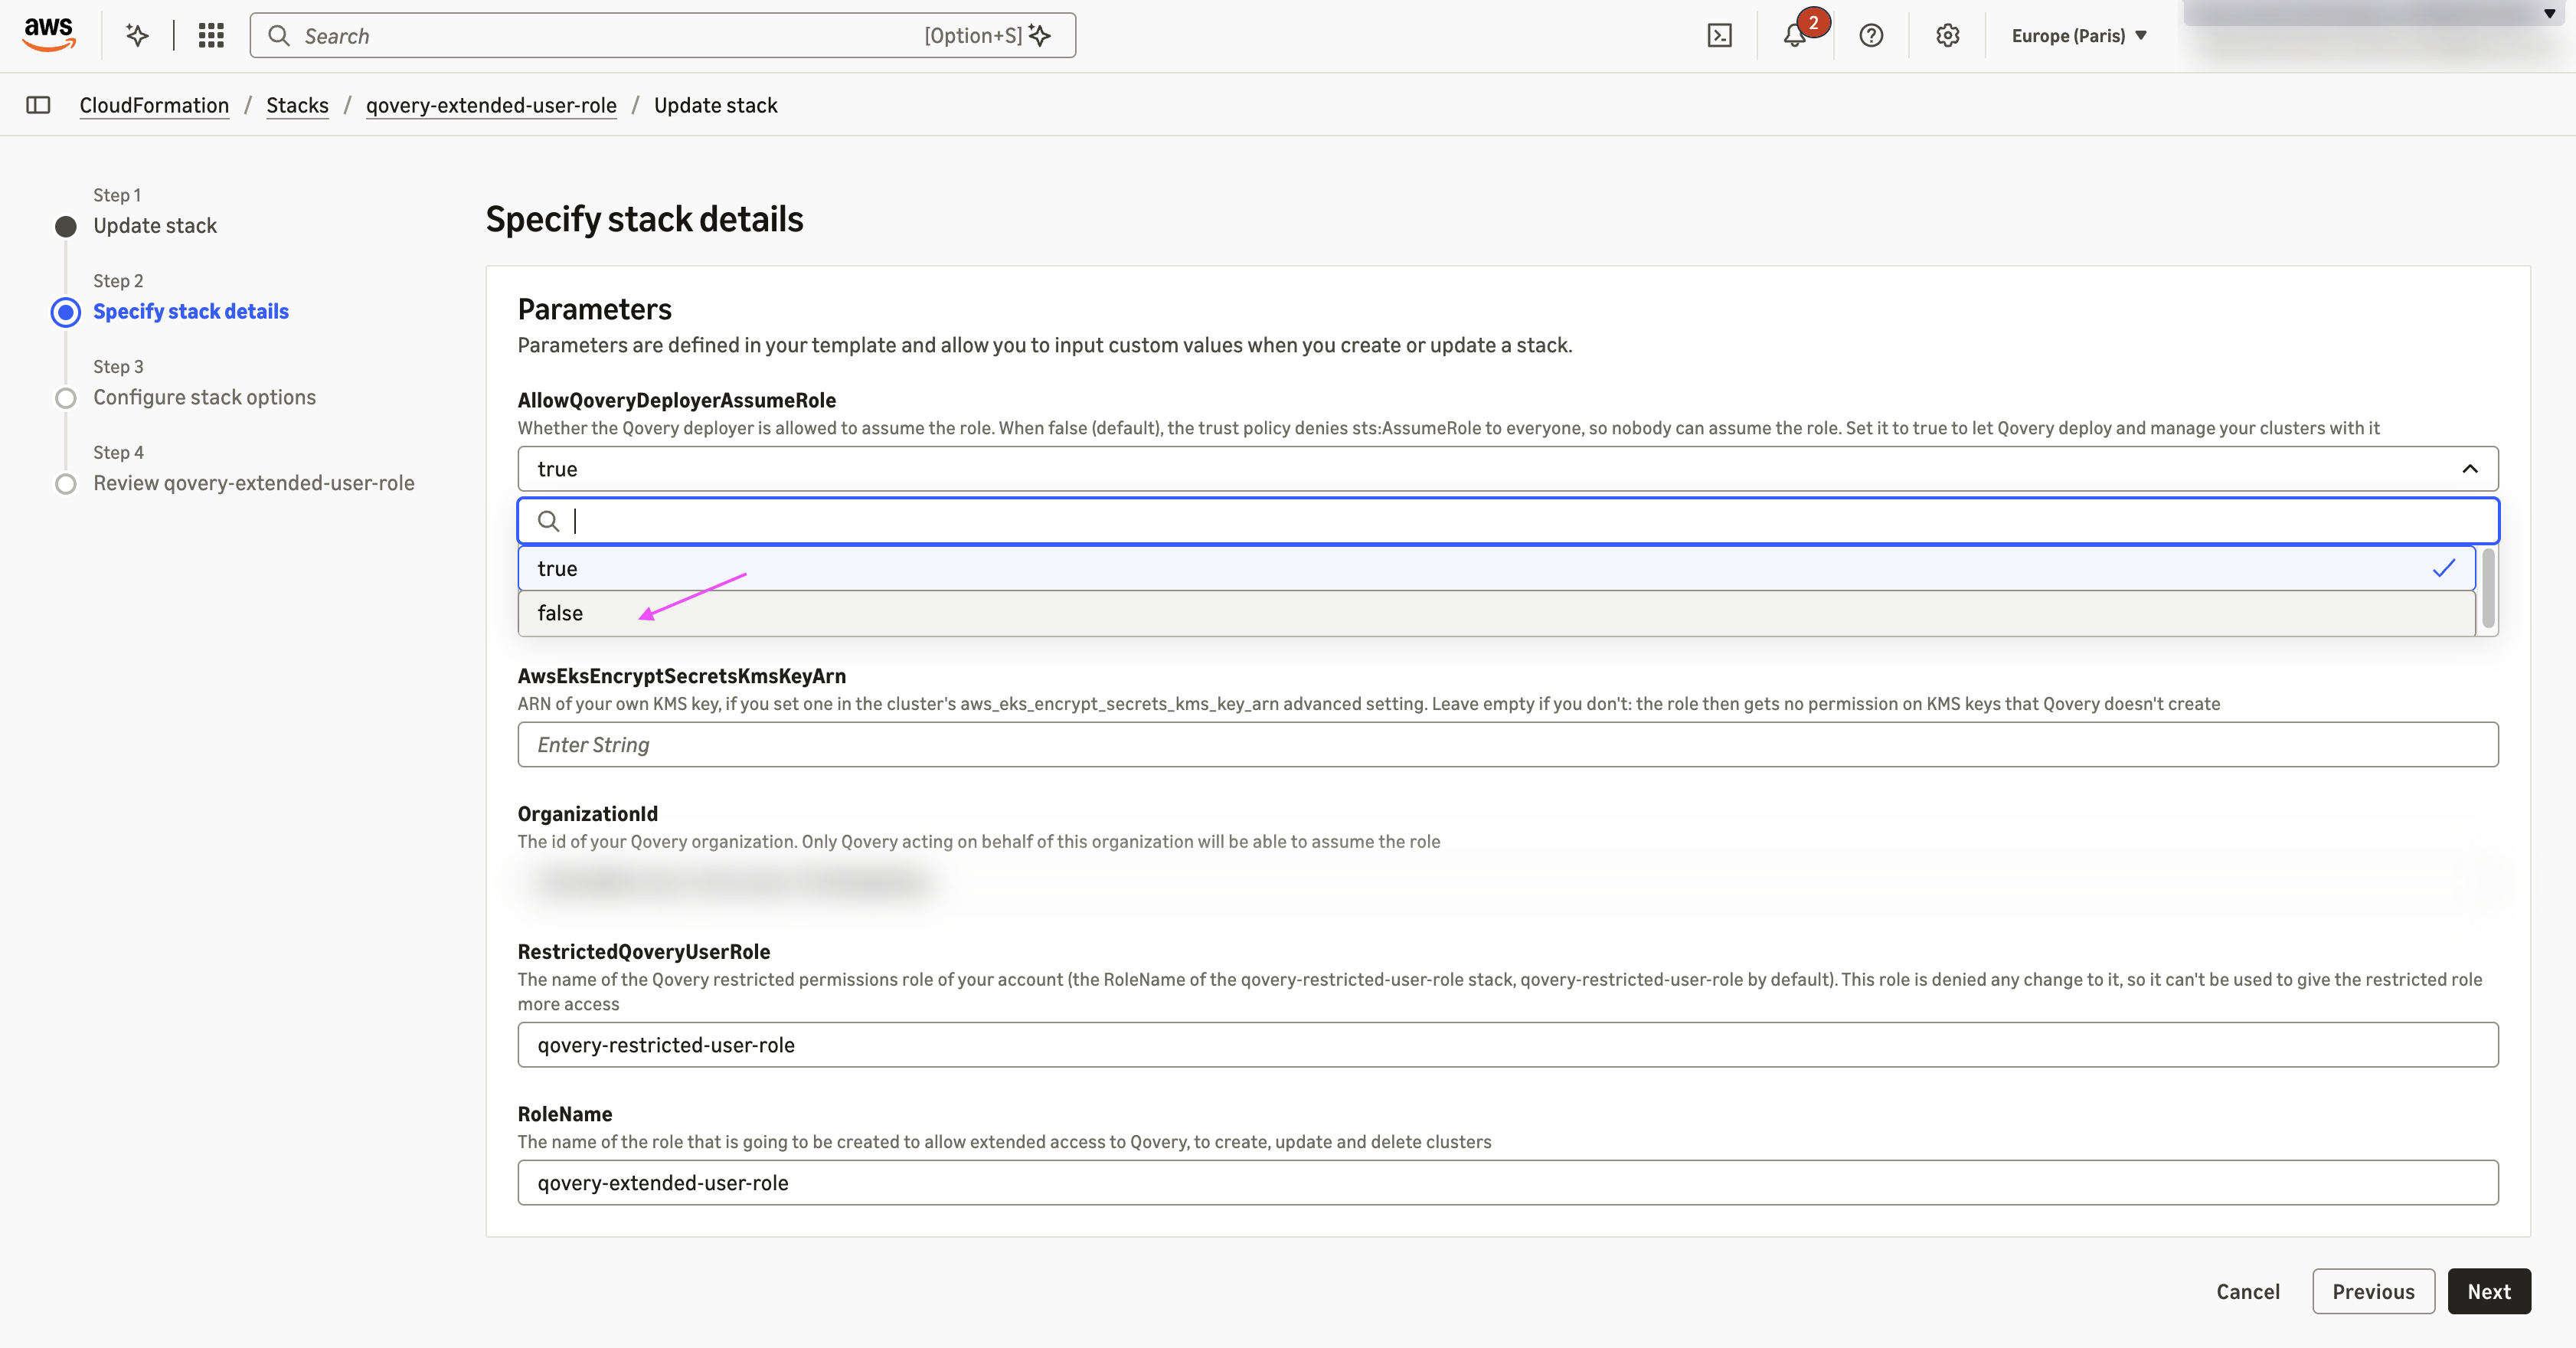 aws
Search
[Option+S]
2
Europe (Paris)
CloudFormation / Stacks / qovery-extended-user-role / Update stack
Step 1
Update stack
Step 2
Specify stack details
Step 3
Configure stack options
Step 4
Review qovery-extended-user-role
Specify stack details
Parameters
Parameters are defined in your template and allow you to input custom values when you create or update a stack.
AllowQoveryDeployerAssumeRole
Whether the Qovery deployer is allowed to assume the role. When false (default), the trust policy denies sts:AssumeRole to everyone, so nobody can assume the role. Set it to true to let Qovery deploy and manage your clusters with it
true
true
false
AwsEksEncryptSecretsKmsKeyArn
ARN of your own KMS key, if you set one in the cluster's aws_eks_encrypt_secrets_kms_key_arn advanced setting. Leave empty if you don't: the role then gets no permission on KMS keys that Qovery doesn't create
Enter String
OrganizationId
The id of your Qovery organization. Only Qovery acting on behalf of this organization will be able to assume the role
RestrictedQoveryUserRole
The name of the Qovery restricted permissions role of your account (the RoleName of the qovery-restricted-user-role stack, qovery-restricted-user-role by default). This role is denied any change to it, so it can't be used to give the restricted role
more access
qovery-restricted-user-role
RoleName
The name of the role that is going to be created to allow extended access to Qovery, to create, update and delete clusters
qovery-extended-user-role
Cancel
Previous
Next